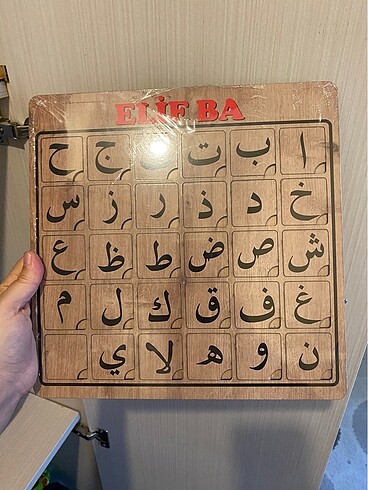 ELİF BA
ا ب ت ج ح
خ د ذ ر ز س
ش ص ض ط ظ ع
غ ف ق ك ل م
ن و ه لا ي